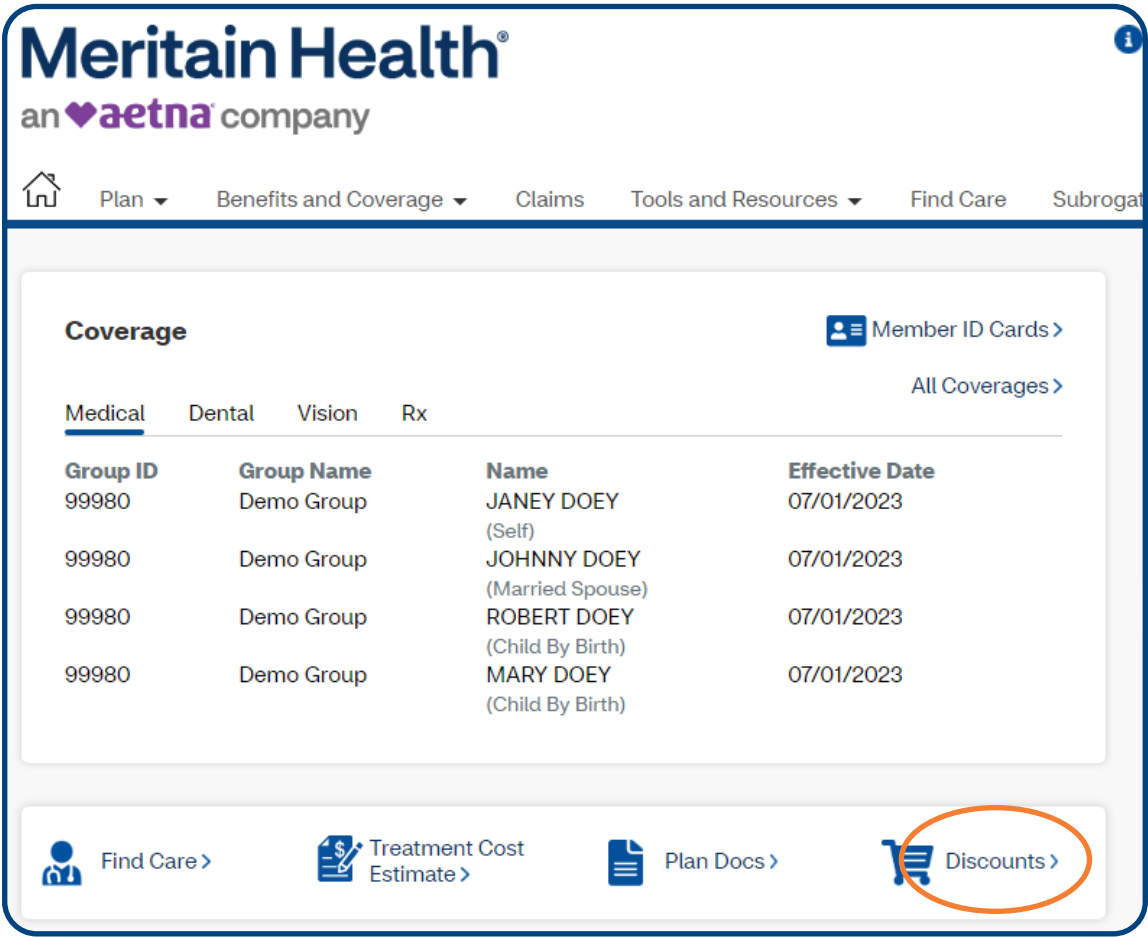 Meritain Health®
an aetna company
Plan Benefits and Coverage Claims Tools and Resources Find Care Subrogat
Coverage
Member ID Cards >
All Coverages >
Medical Dental Vision Rx
Group ID Group Name Name Effective Date
99980 Demo Group JANEY DOEY 07/01/2023
(Self)
99980 Demo Group JOHNNY DOEY 07/01/2023
(Married Spouse)
99980 Demo Group ROBERT DOEY 07/01/2023
(Child By Birth)
99980 Demo Group MARY DOEY 07/01/2023
(Child By Birth)
Find Care >
Treatment Cost
Estimate >
Plan Docs >
Discounts >